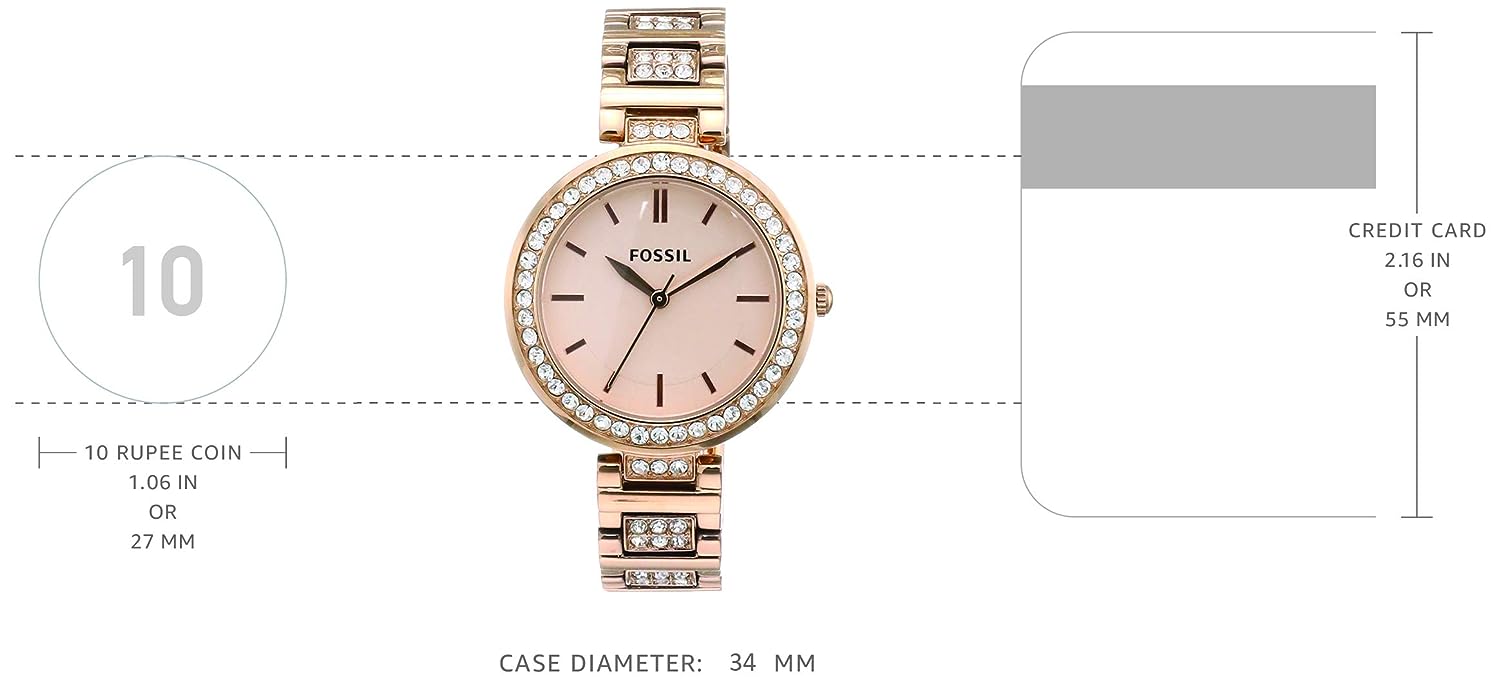 10
10 RUPEE COIN
1.06 IN
OR
27 MM
FOSSIL
CREDIT CARD
2.16 IN
OR
55 MM
CASE DIAMETER: 34 MM